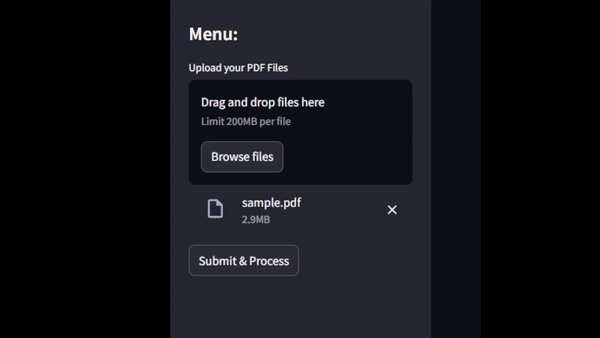 Menu:
Upload your PDF Files
Drag and drop files here
Limit 200MB per file
Browse files
sample.pdf
2.9MB
Submit & Process